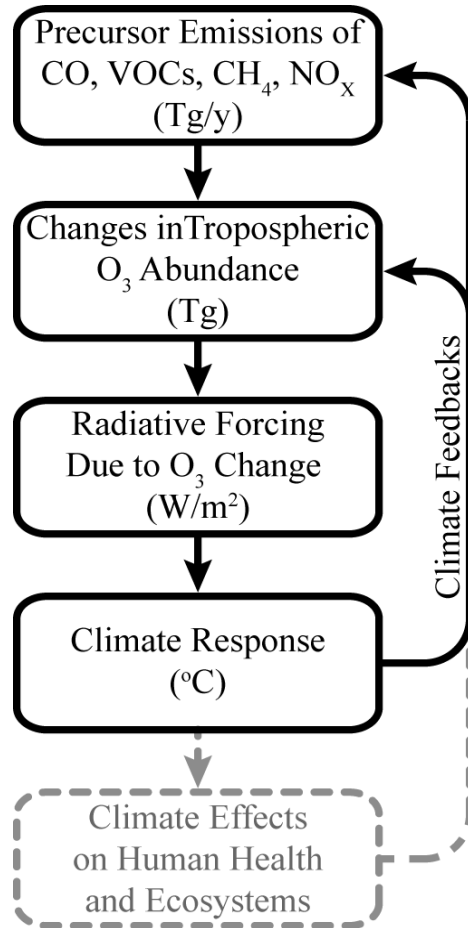 Precursor Emissions of
CO, VOCs, CH₄, NOₓ
(Tg/y)
Changes inTropospheric
O₃ Abundance
(Tg)
Radiative Forcing
Due to O₃ Change
(W/m²)
Climate Feedbacks
Climate Response
(°C)
Climate Effects
on Human Health
and Ecosystems